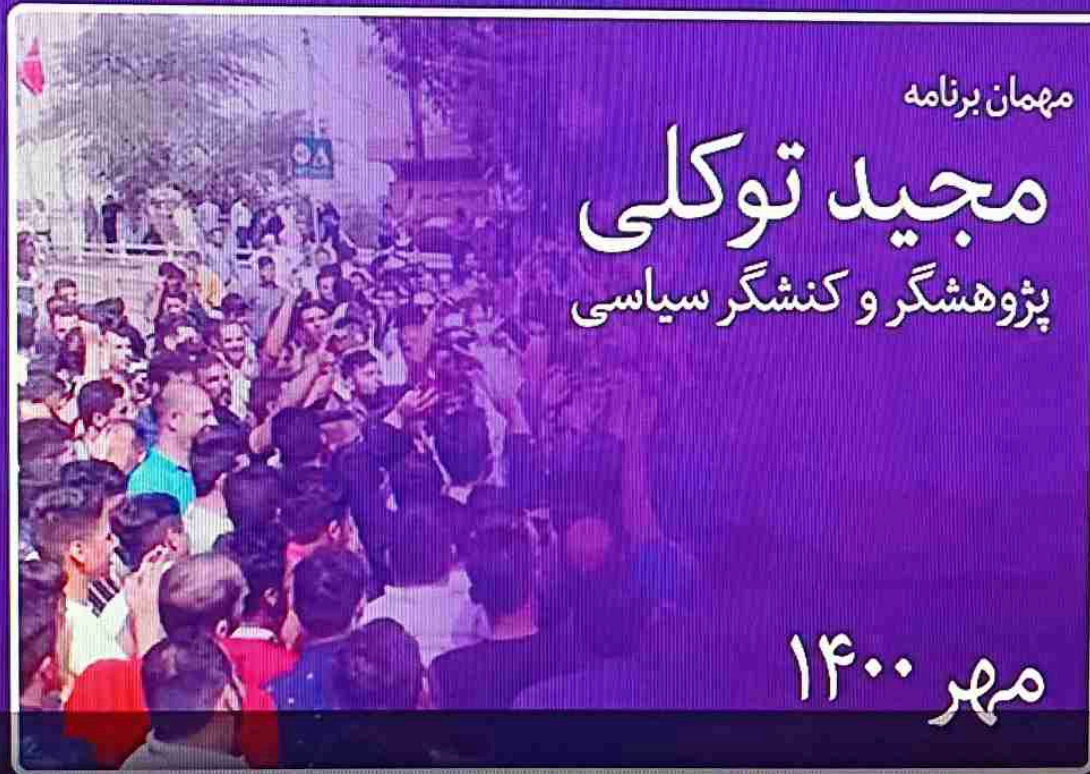 مهمان برنامه
مجید توکلی
پژوهشگر و کنشگر سیاسی
مهر ۱۴۰۰